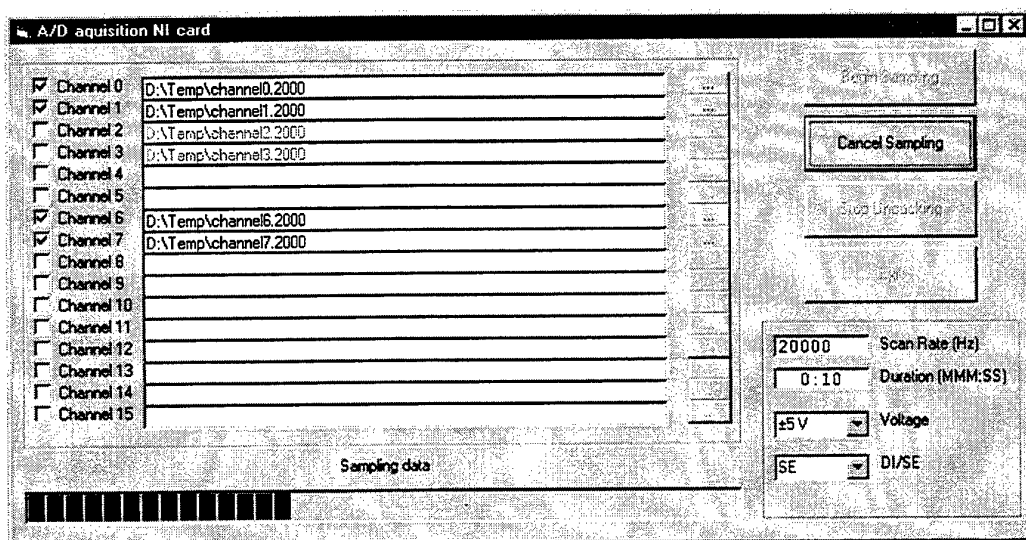 A/D aquisition NI card
Channel 0 D:\Temp\channel0.2000 ...
Channel 1 D:\Temp\channel1.2000 ...
Channel 2 D:\Temp\channel2.2000
Channel 3 D:\Temp\channel3.2000
Channel 4
Channel 5
Channel 6 D:\Temp\channel6.2000 ...
Channel 7 D:\Temp\channel7.2000 ...
Channel 8
Channel 9
Channel 10
Channel 11
Channel 12
Channel 13
Channel 14
Channel 15
Sampling data
Begin Sampling
Cancel Sampling
Stop Unpacking
Exit
20000 Scan Rate (Hz)
0:10 Duration (MMM:SS)
±5 V Voltage
SE DI/SE